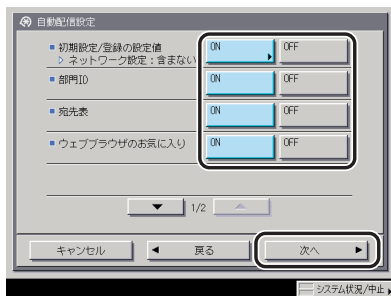 自動配信設定
初期設定/登録の設定値 ON OFF
ネットワーク設定:含まない
部門ID ON OFF
宛先表 ON OFF
ウェブブラウザのお気に入り ON OFF
1/2
キャンセル 戻る 次へ
システム状況/中止